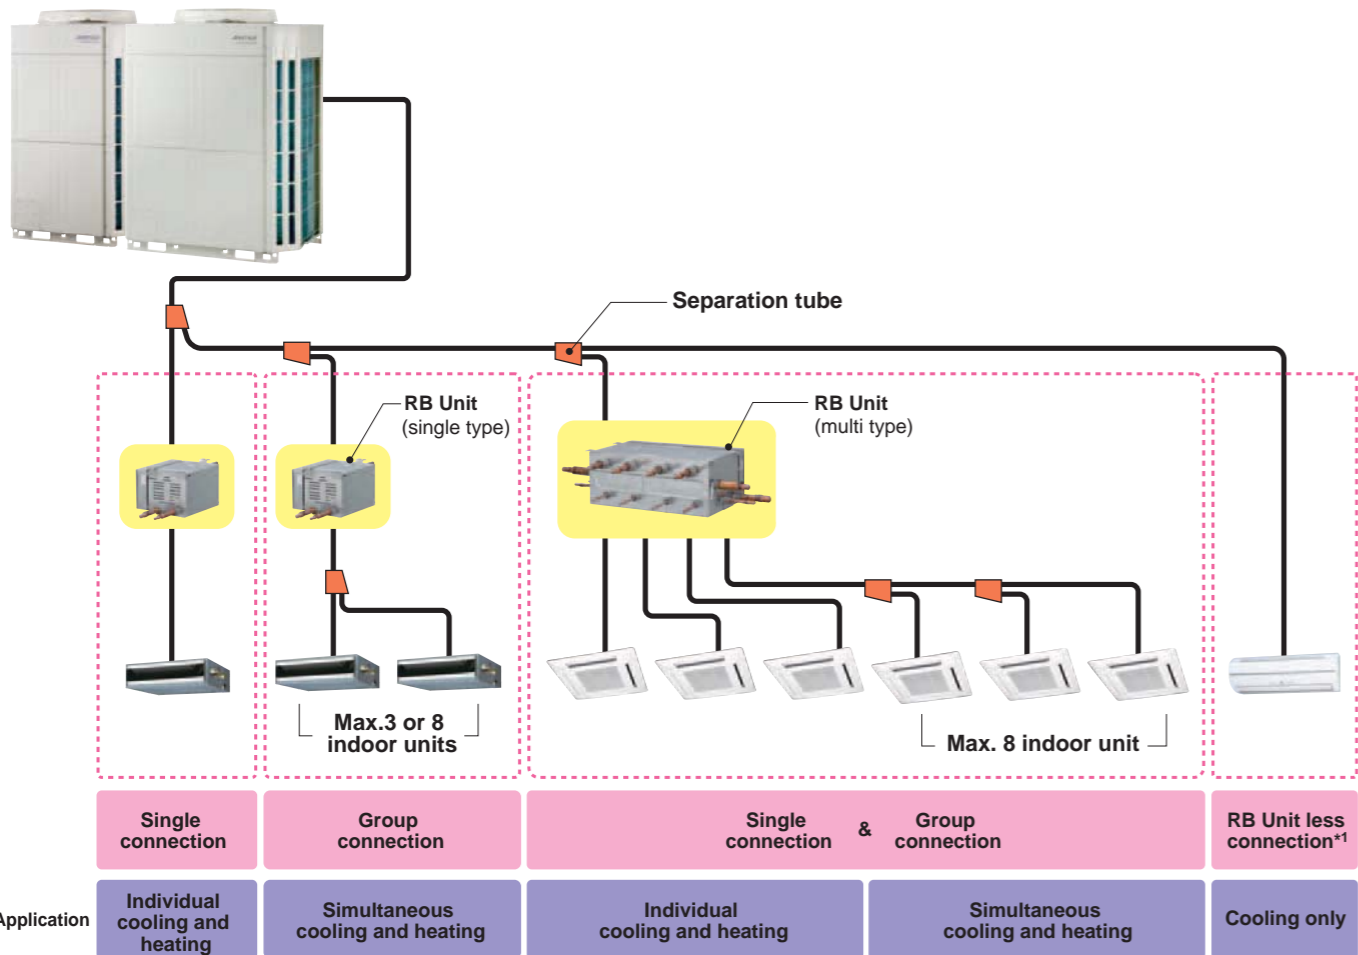 Separation tube
RB Unit
(single type)
RB Unit
(multi type)
Max.3 or 8
indoor units
Max. 8 indoor unit
Single
connection
Group
connection
Single
connection
&
Group
connection
RB Unit less
connection*1
Application
Individual
cooling and
heating
Simultaneous
cooling and heating
Individual
cooling and heating
Simultaneous
cooling and heating
Cooling only